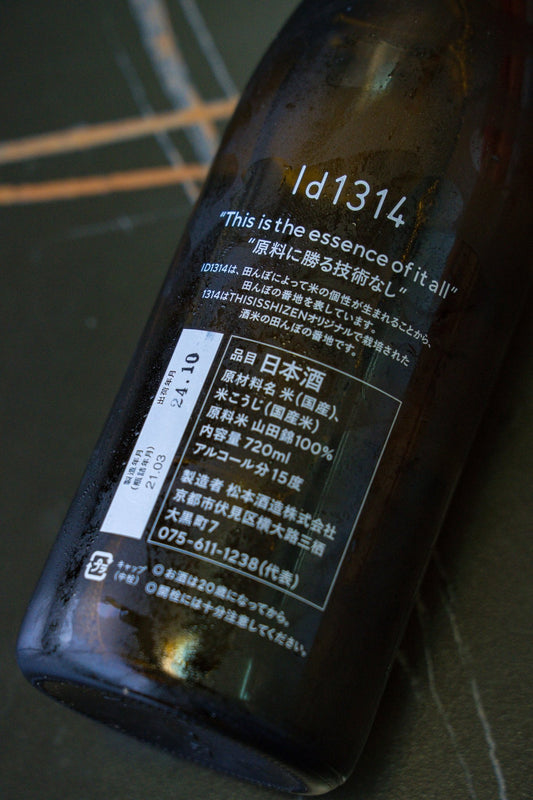 Id1314
"This is the essence of it all"
"原料に勝る技術なし"
ID1314は、田んぼによって米の個性が生まれることから、
田んぼの番地を表しています。
1314はTHISISSHIZENオリジナルで栽培された
酒米の田んぼの番地です。
出荷年月
24.10
製造年月
(瓶詰年月)
21.03
品目 日本酒
原材料名 米(国産)、
米こうじ(国産米)
原料米 山田錦100%
内容量 720ml
アルコール分 15度
製造者 松本酒造株式会社
京都市伏見区横大路三栖
大黒町7
075-611-1238(代表)
キャップ
(中栓)
◎お酒は20歳になってから。
◎悪性には十分注意してください。